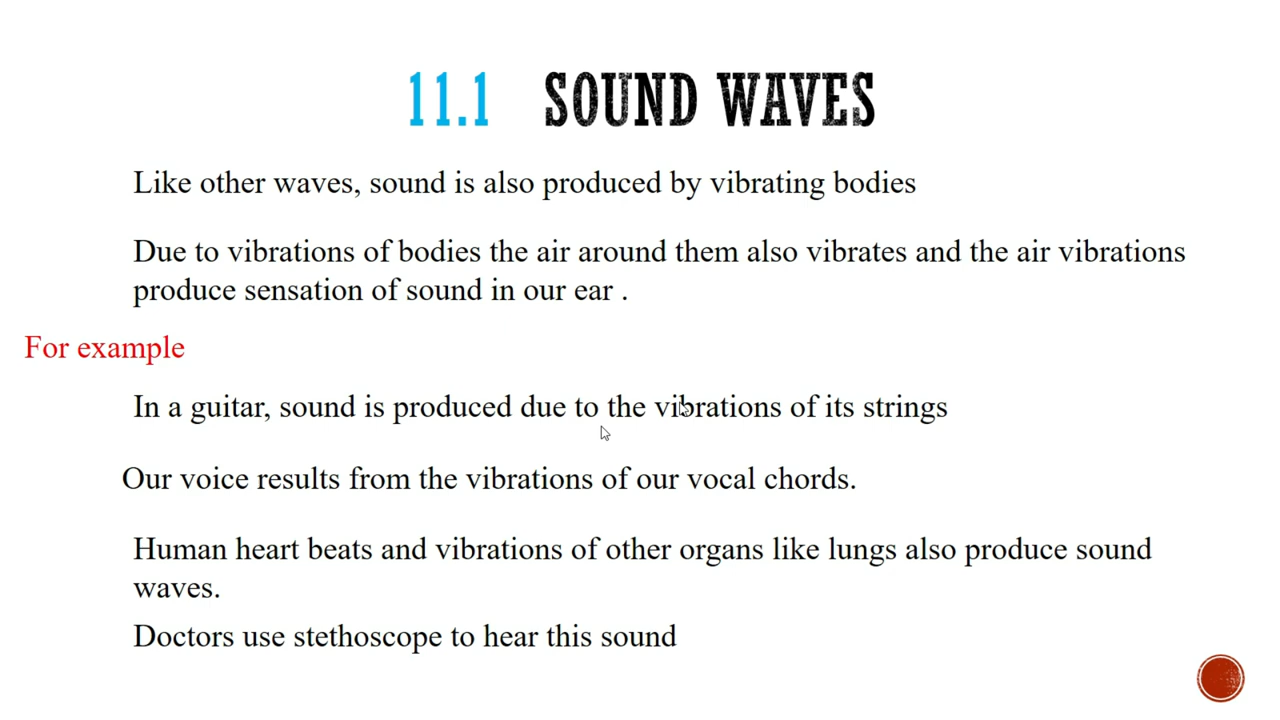 11.1 SOUND WAVES
Like other waves, sound is also produced by vibrating bodies
Due to vibrations of bodies the air around them also vibrates and the air vibrations
produce sensation of sound in our ear .
For example
In a guitar, sound is produced due to the vibrations of its strings
Our voice results from the vibrations of our vocal chords.
Human heart beats and vibrations of other organs like lungs also produce sound
waves.
Doctors use stethoscope to hear this sound